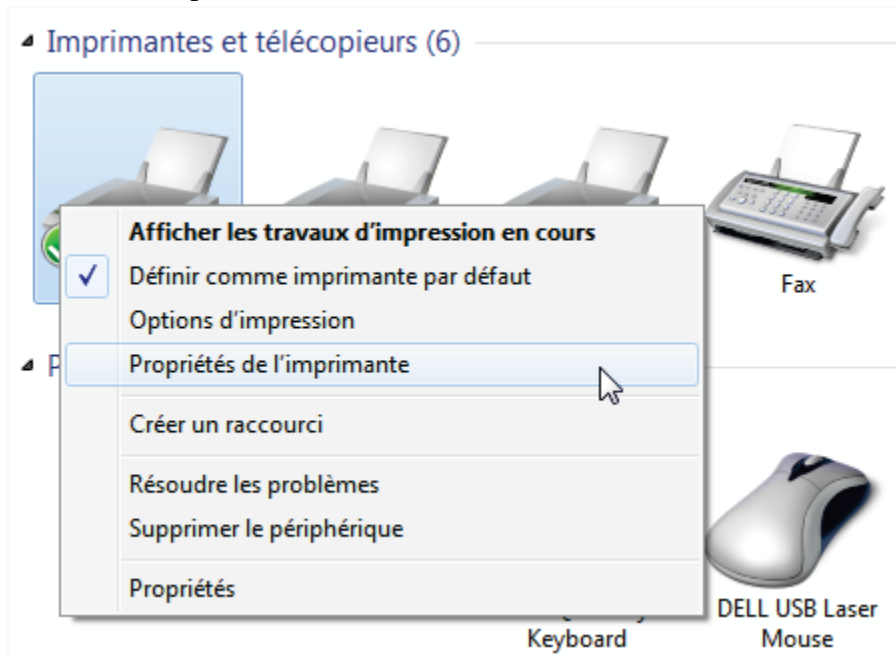 Imprimantes et télécopieurs (6)
Afficher les travaux d'impression en cours
Définir comme imprimante par défaut
Options d'impression
Propriétés de l'imprimante
Créer un raccourci
Résoudre les problèmes
Supprimer le périphérique
Propriétés
Fax
Keyboard
DELL USB Laser
Mouse